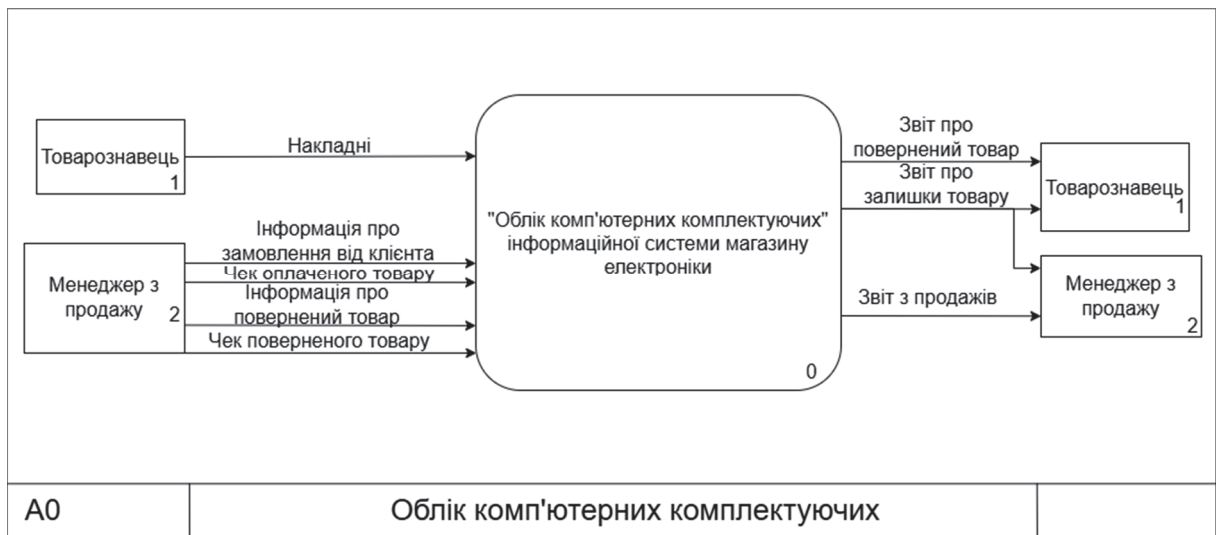 Товарознавець
1
Накладні
Менеджер з
продажу
2
Інформація про
замовлення від клієнта
Чек оплаченого товару
Інформація про
повернений товар
Чек поверненого товару
"Облік комп'ютерних комплектуючих"
інформаційної системи магазину
електроніки
0
Звіт про
повернений товар
Звіт про
залишки товару
Звіт з продажів
Товарознавець
1
Менеджер з
продажу
2
A0
Облік комп'ютерних комплектуючих